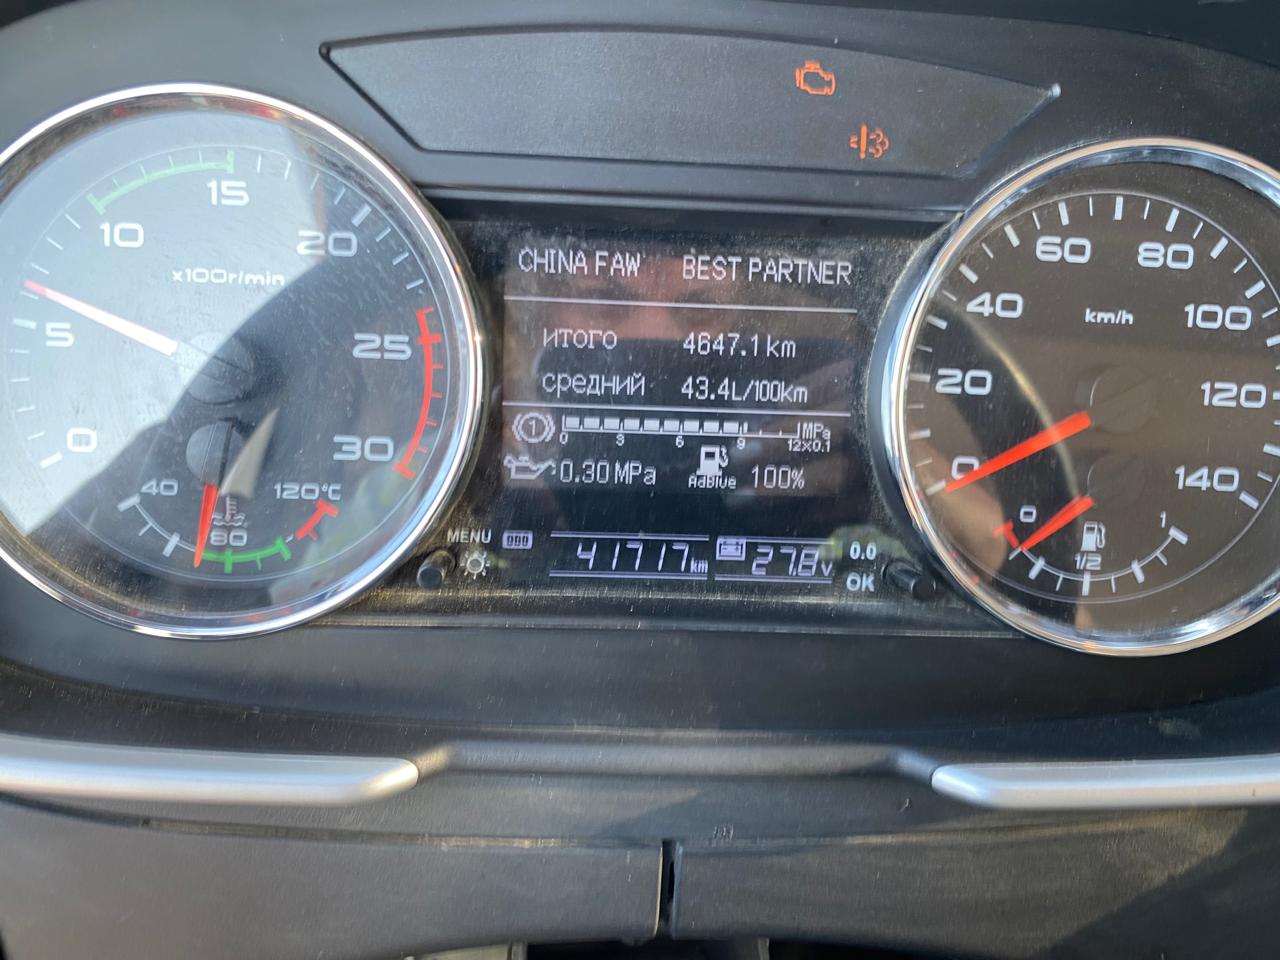 0
5
10
15
20
25
30
x100r/min
40
80
120°C
CHINA FAW BEST PARTNER
итого 4647.1 km
средний 43.4L/100km
1
0 3 6 9 12x0.1
MPa
:0.30 MPa AdBlue 100%
MENU
41717 km 27.8 V
0.0
OK
0
20
40
60
80
100
120
140
km/h
0
1/2
1